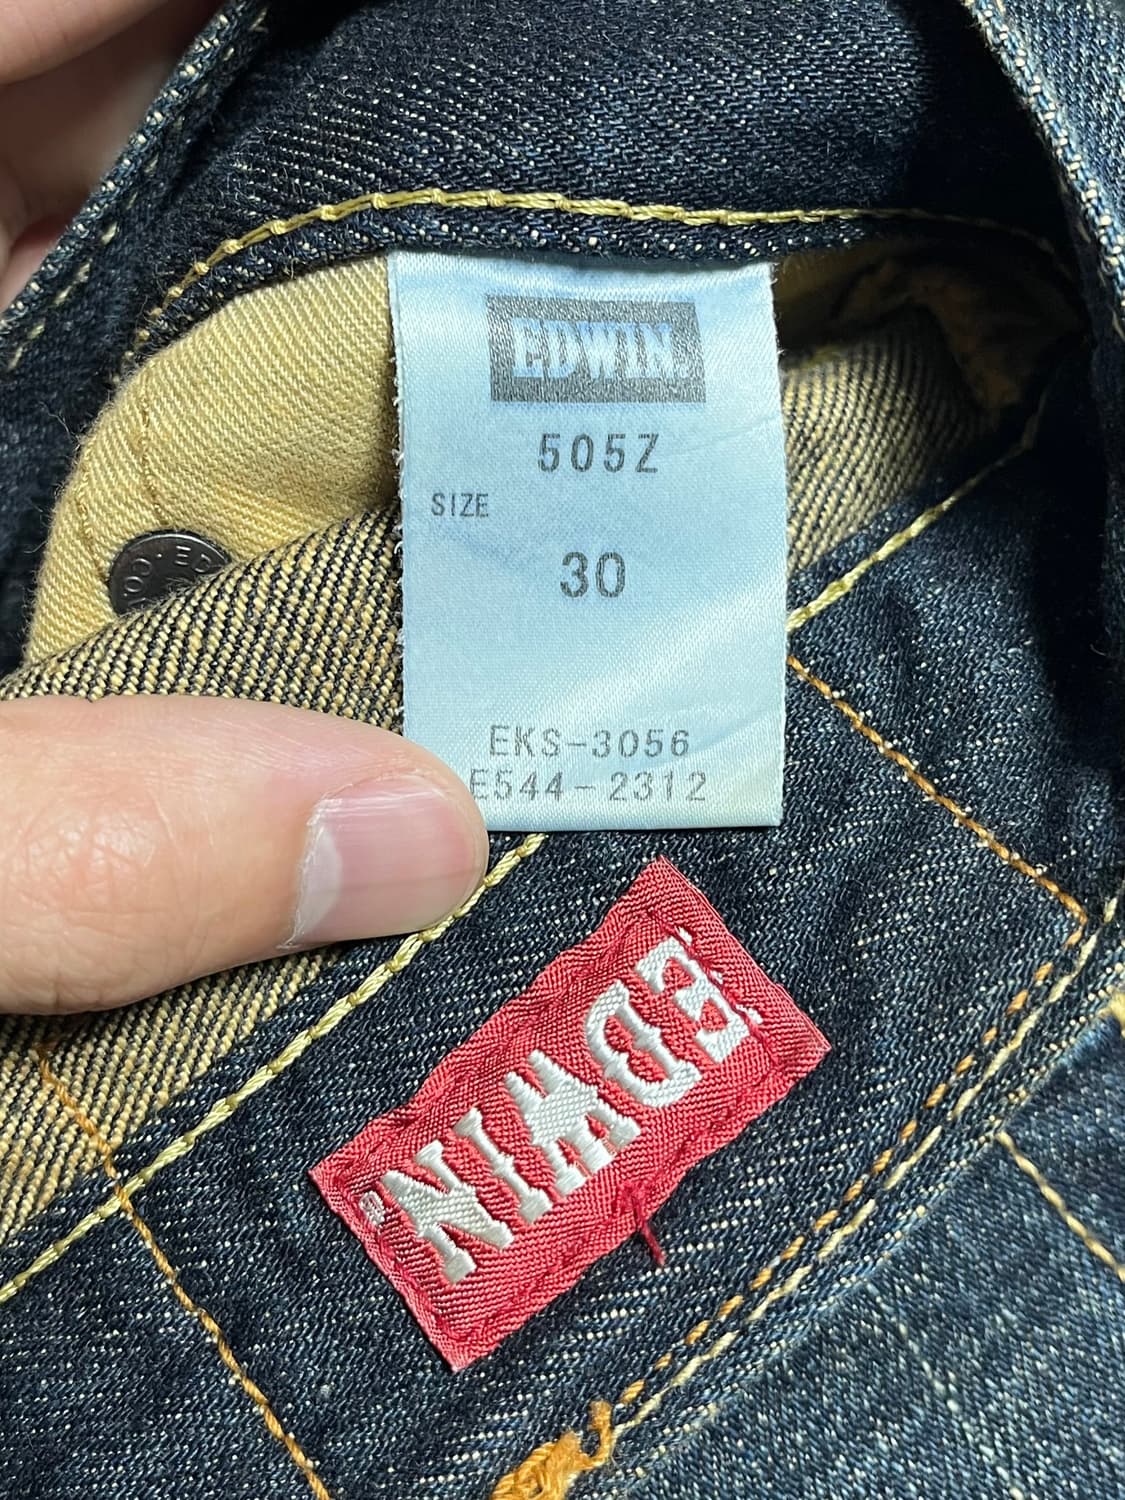 EDWIN.
505Z
SIZE
30
EKS-3056
E544-2312
EDWIN®